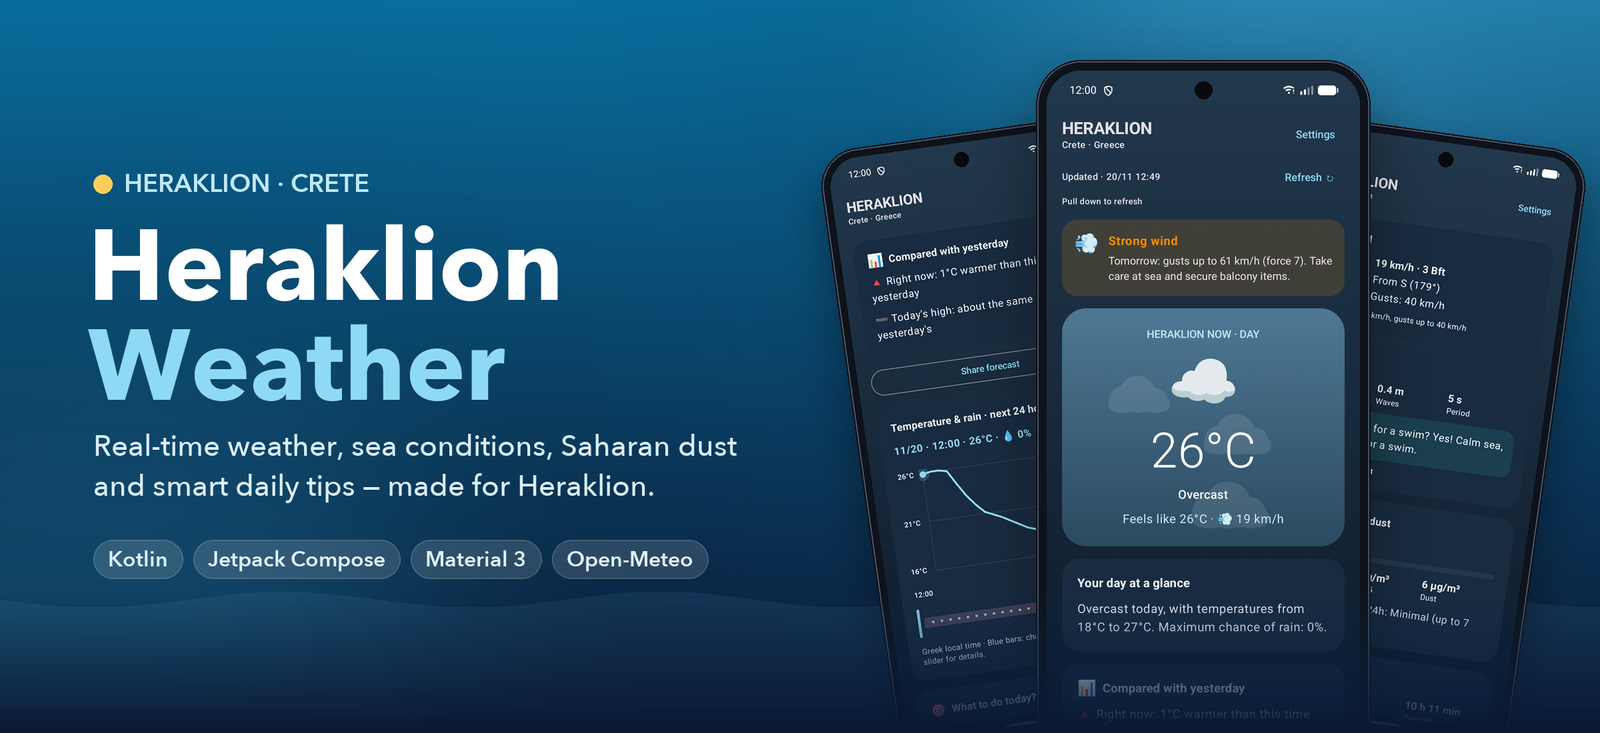 HERAKLION · CRETE
Heraklion
Weather
Real-time weather, sea conditions, Saharan dust
and smart daily tips – made for Heraklion.
Kotlin
Jetpack Compose
Material 3
Open-Meteo
12:00
HERAKLION
Crete · Greece
Compared with yesterday
Right now: 1°C warmer than
yesterday
Today's high: about the same
yesterday's
Share forecast
Temperature & rain · next 24
11/20 · 12:00 · 26°C · 💧 0%
26°C
21°C
16°C
12:00
Greek local time · Blue bars:
slider for details.
What to do today?
12:00
HERAKLION
Crete · Greece
Settings
Updated · 20/11 12:49
Refresh ↻
Pull down to refresh
Strong wind
Tomorrow: gusts up to 61 km/h (force 7). Take
care at sea and secure balcony items.
HERAKLION NOW · DAY
26°C
Overcast
Feels like 26°C · 💨 19 km/h
Your day at a glance
Overcast today, with temperatures from
18°C to 27°C. Maximum chance of rain: 0%.
Compared with yesterday
Right now: 1°C warmer than this time
LION
Settings
19 km/h · 3 Bft
From S (179°)
Gusts: 40 km/h
km/h, gusts up to 40 km/h
0.4 m
Waves
5 s
Period
for a swim? Yes! Calm sea,
a swim.
dust
6 µg/m³
Dust
24h: Minimal (up to 7
10 h 11 min